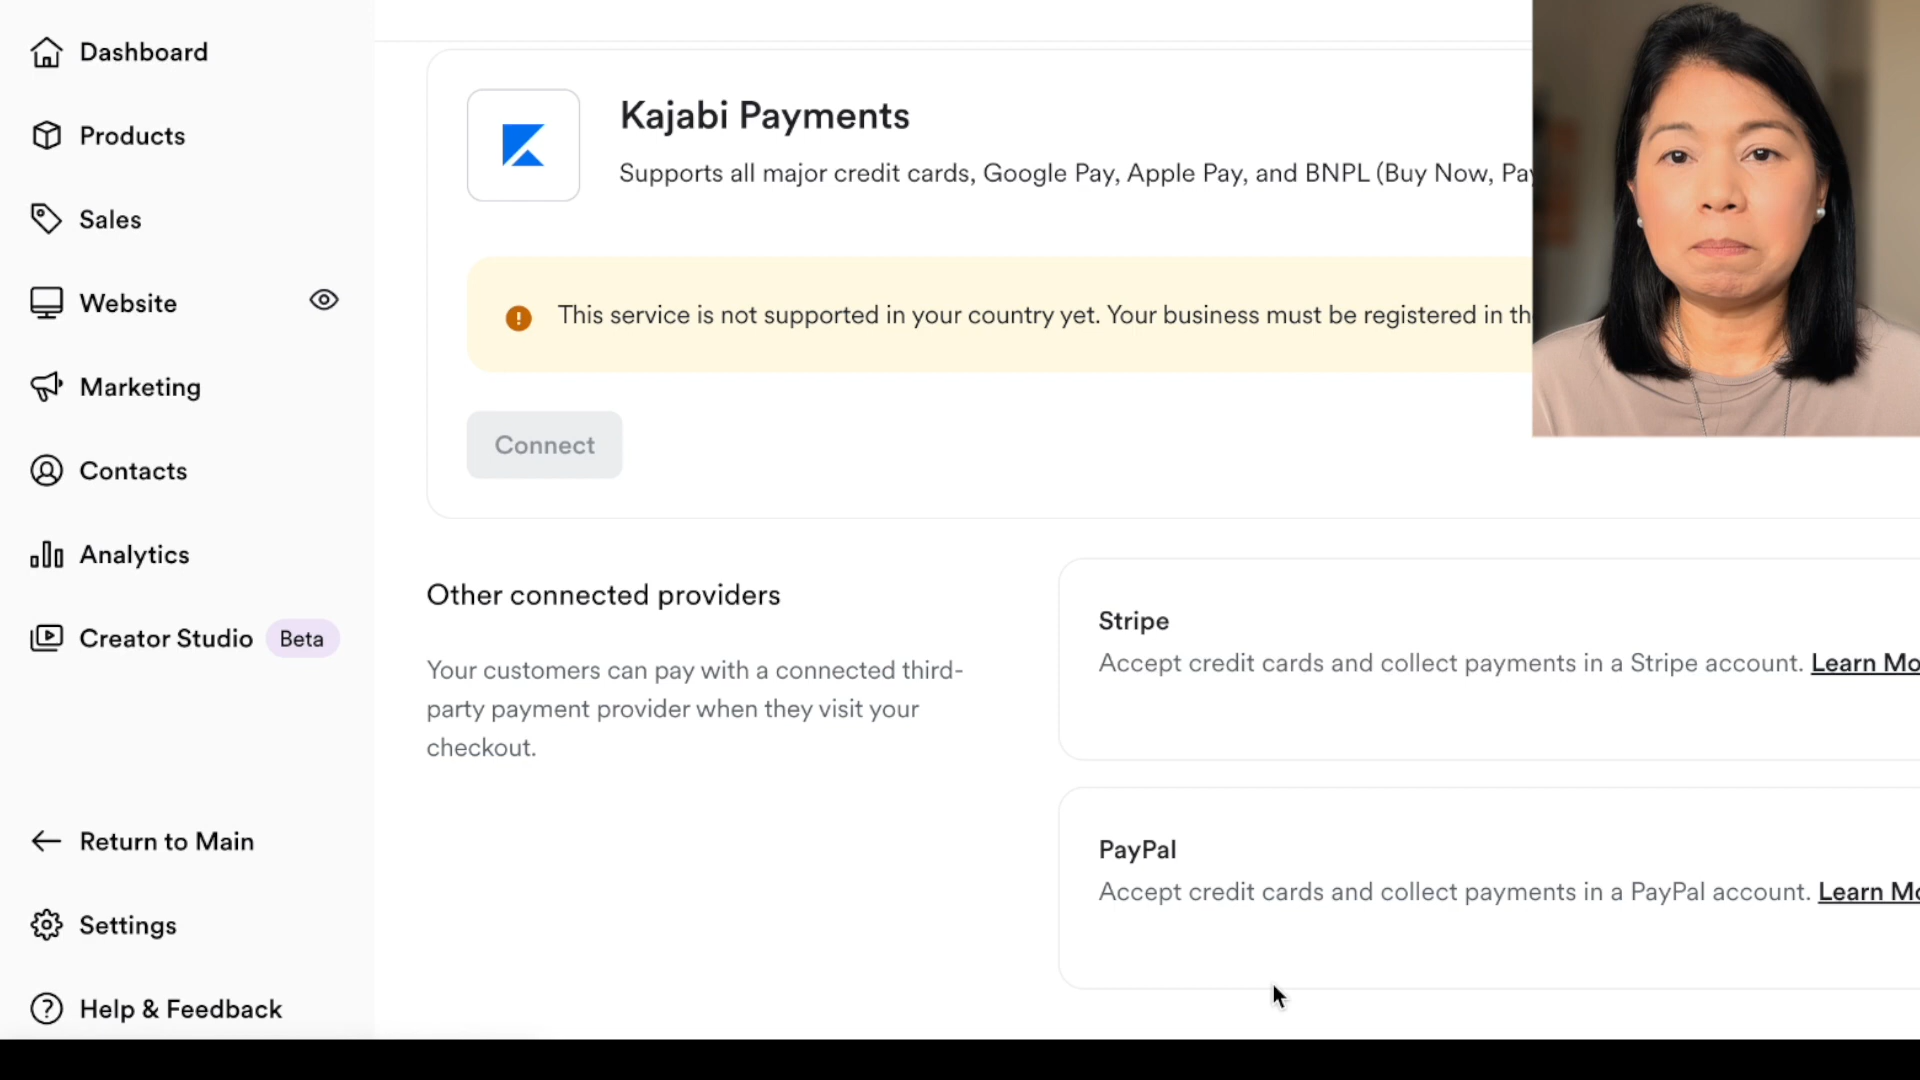 Dashboard
Products
Sales
Website
Marketing
Contacts
Analytics
Creator Studio Beta
Return to Main
Settings
Help & Feedback
Kajabi Payments
Supports all major credit cards, Google Pay, Apple Pay, and BNPL (Buy Now, Pay
This service is not supported in your country yet. Your business must be registered in
Connect
Other connected providers
Your customers can pay with a connected third-
party payment provider when they visit your
checkout.
Stripe
Accept credit cards and collect payments in a Stripe account. Learn
PayPal
Accept credit cards and collect payments in a PayPal account. Learn